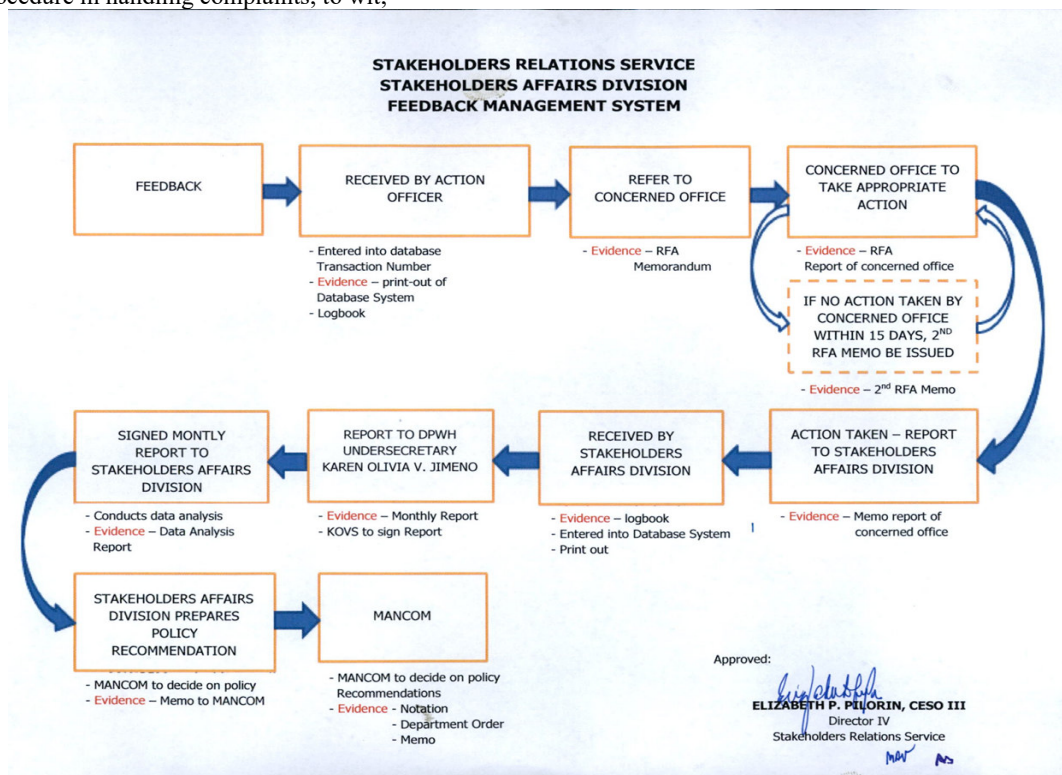 ocedure in handling complaints, to wit;
STAKEHOLDERS RELATIONS SERVICE
STAKEHOLDERS AFFAIRS DIVISION
FEEDBACK MANAGEMENT SYSTEM
FEEDBACK
RECEIVED BY ACTION
OFFICER
- Entered into database
Transaction Number
- Evidence – print-out of
Database System
- Logbook
REFER TO
CONCERNED OFFICE
- Evidence – RFA
Memorandum
CONCERNED OFFICE TO
TAKE APPROPRIATE
ACTION
- Evidence – RFA
Report of concerned office
IF NO ACTION TAKEN BY
CONCERNED OFFICE
WITHIN 15 DAYS, 2ND
RFA MEMO BE ISSUED
- Evidence – 2nd RFA Memo
ACTION TAKEN – REPORT
TO STAKEHOLDERS
AFFAIRS DIVISION
- Evidence – Memo report of
concerned office
RECEIVED BY
STAKEHOLDERS
AFFAIRS DIVISION
- Evidence – logbook
- Entered into Database System
- Print out
REPORT TO DPWH
UNDERSECRETARY
KAREN OLIVIA V. JIMENO
- Evidence – Monthly Report
- KOVS to sign Report
SIGNED MONTLY
REPORT TO
STAKEHOLDERS AFFAIRS
DIVISION
- Conducts data analysis
- Evidence – Data Analysis
Report
STAKEHOLDERS AFFAIRS
DIVISION PREPARES
POLICY
RECOMMENDATION
- MANCOM to decide on policy
- Evidence – Memo to MANCOM
MANCOM
- MANCOM to decide on policy
Recommendations
- Evidence - Notation
- Department Order
- Memo
Approved:
ELIZABETH P. PILORIN, CESO III
Director IV
Stakeholders Relations Service